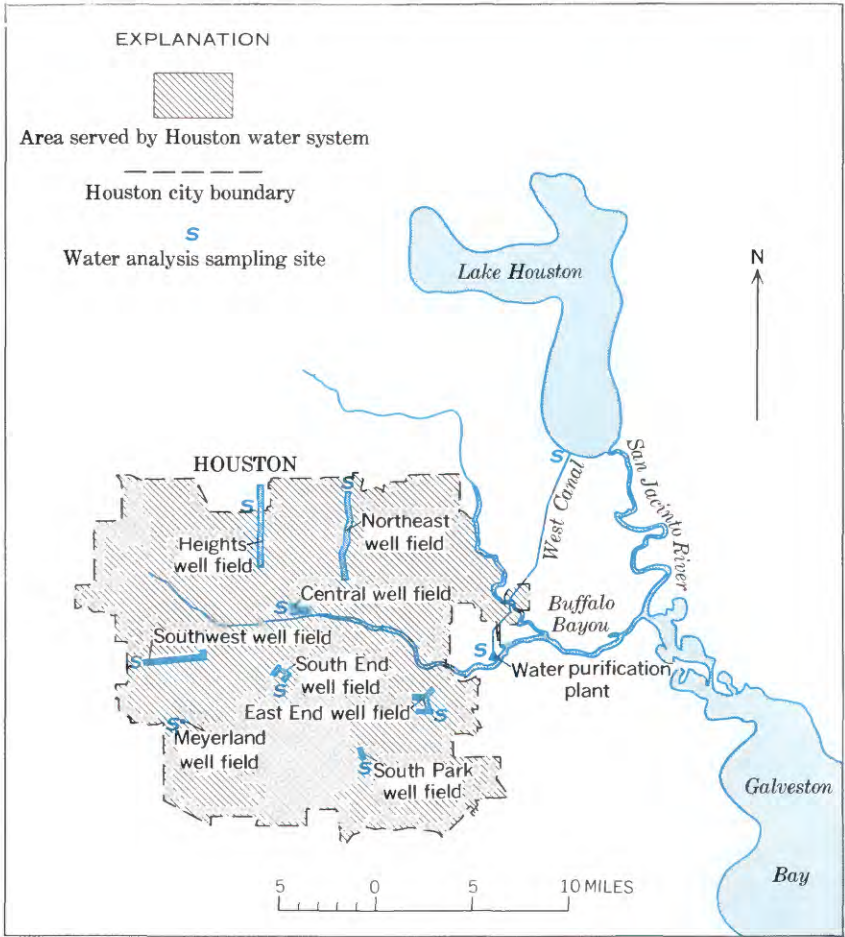 EXPLANATION
Area served by Houston water system
Houston city boundary
s
Water analysis sampling site
Lake Houston
N
HOUSTON
s
San Jacinto River
West Canal
s
s
Heights
well field
Northeast
well field
s
Central well field
Buffalo
Bayou
s
Southwest well field
s
South End
well field
s
s
Water purification
plant
East End well field
s
s
Meyerland
well field
s
South Park
well field
Galveston
Bay
5 0 5 10 MILES